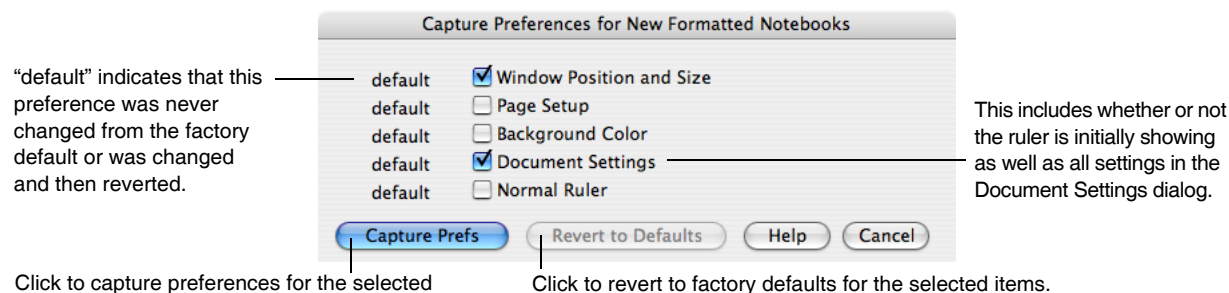 Capture Preferences for New Formatted Notebooks
“default” indicates that this
preference was never
changed from the factory
default or was changed
and then reverted.
default Window Position and Size
default Page Setup
default Background Color
default Document Settings
default Normal Ruler
This includes whether or not
the ruler is initially showing
as well as all settings in the
Document Settings dialog.
Capture Prefs Revert to Defaults Help Cancel
Click to capture preferences for the selected
Click to revert to factory defaults for the selected items.